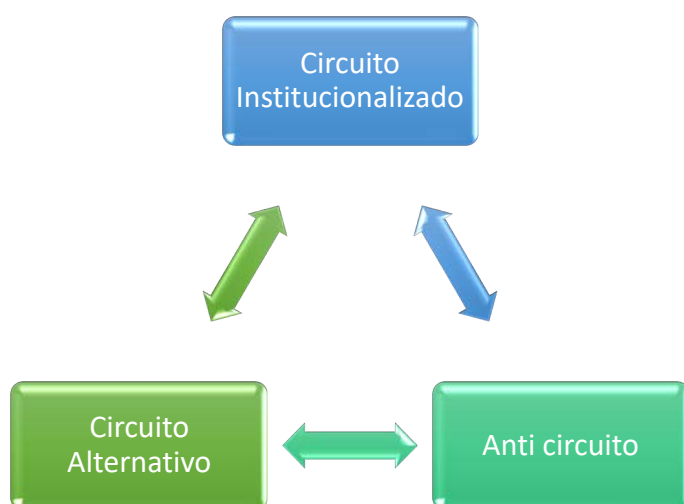 Circuito
Institucionalizado
Circuito
Alternativo
Anti circuito